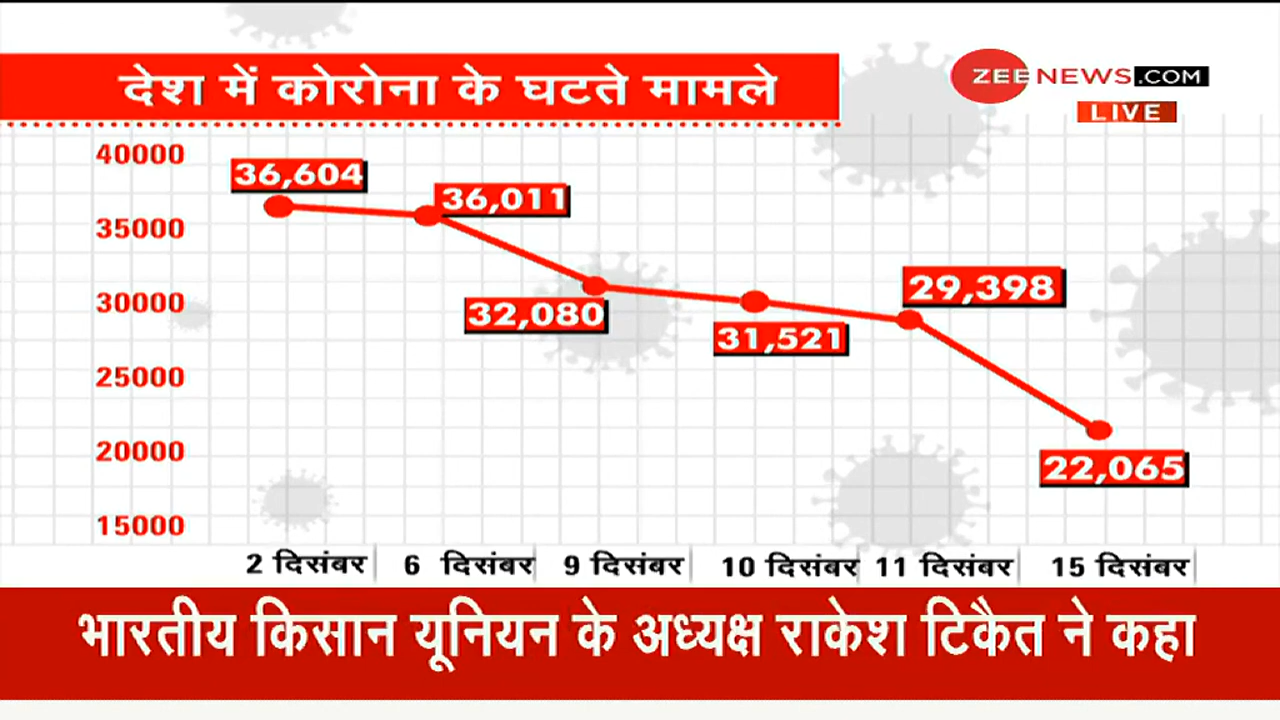 देश में कोरोना के घटते मामले
ZEENEWS.COM
LIVE
40000
35000
30000
25000
20000
15000
36,604
36,011
32,080
31,521
29,398
22,065
2 दिसंबर
6 दिसंबर
9 दिसंबर
10 दिसंबर
11 दिसंबर
15 दिसंबर
भारतीय किसान यूनियन के अध्यक्ष राकेश टिकैत ने कहा